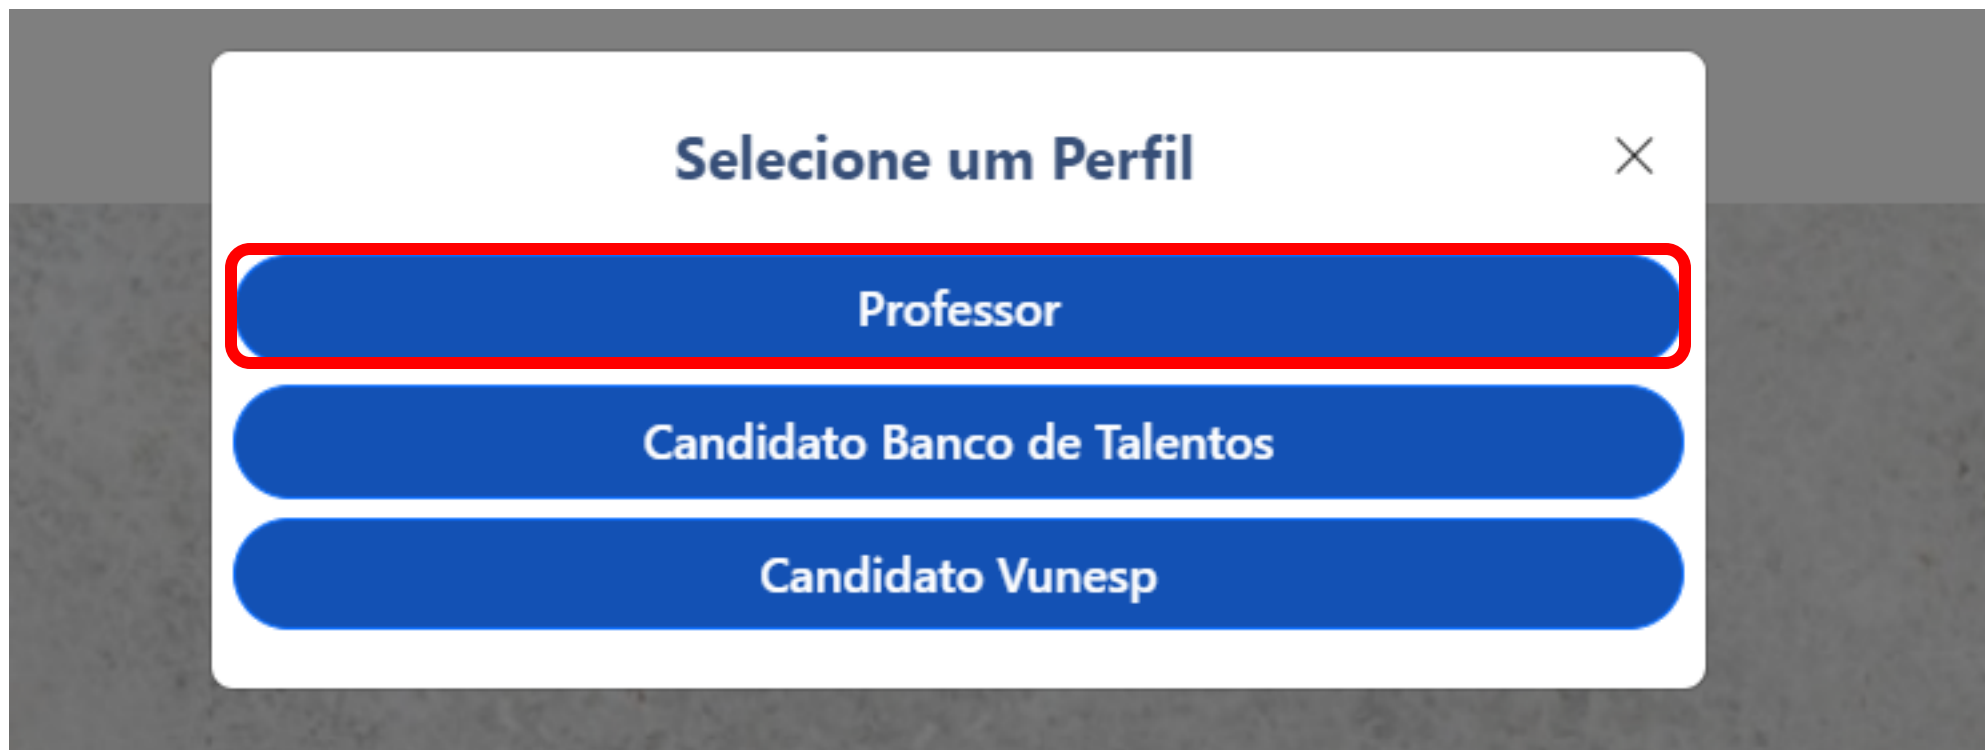 Selecione um Perfil
Professor
Candidato Banco de Talentos
Candidato Vunesp